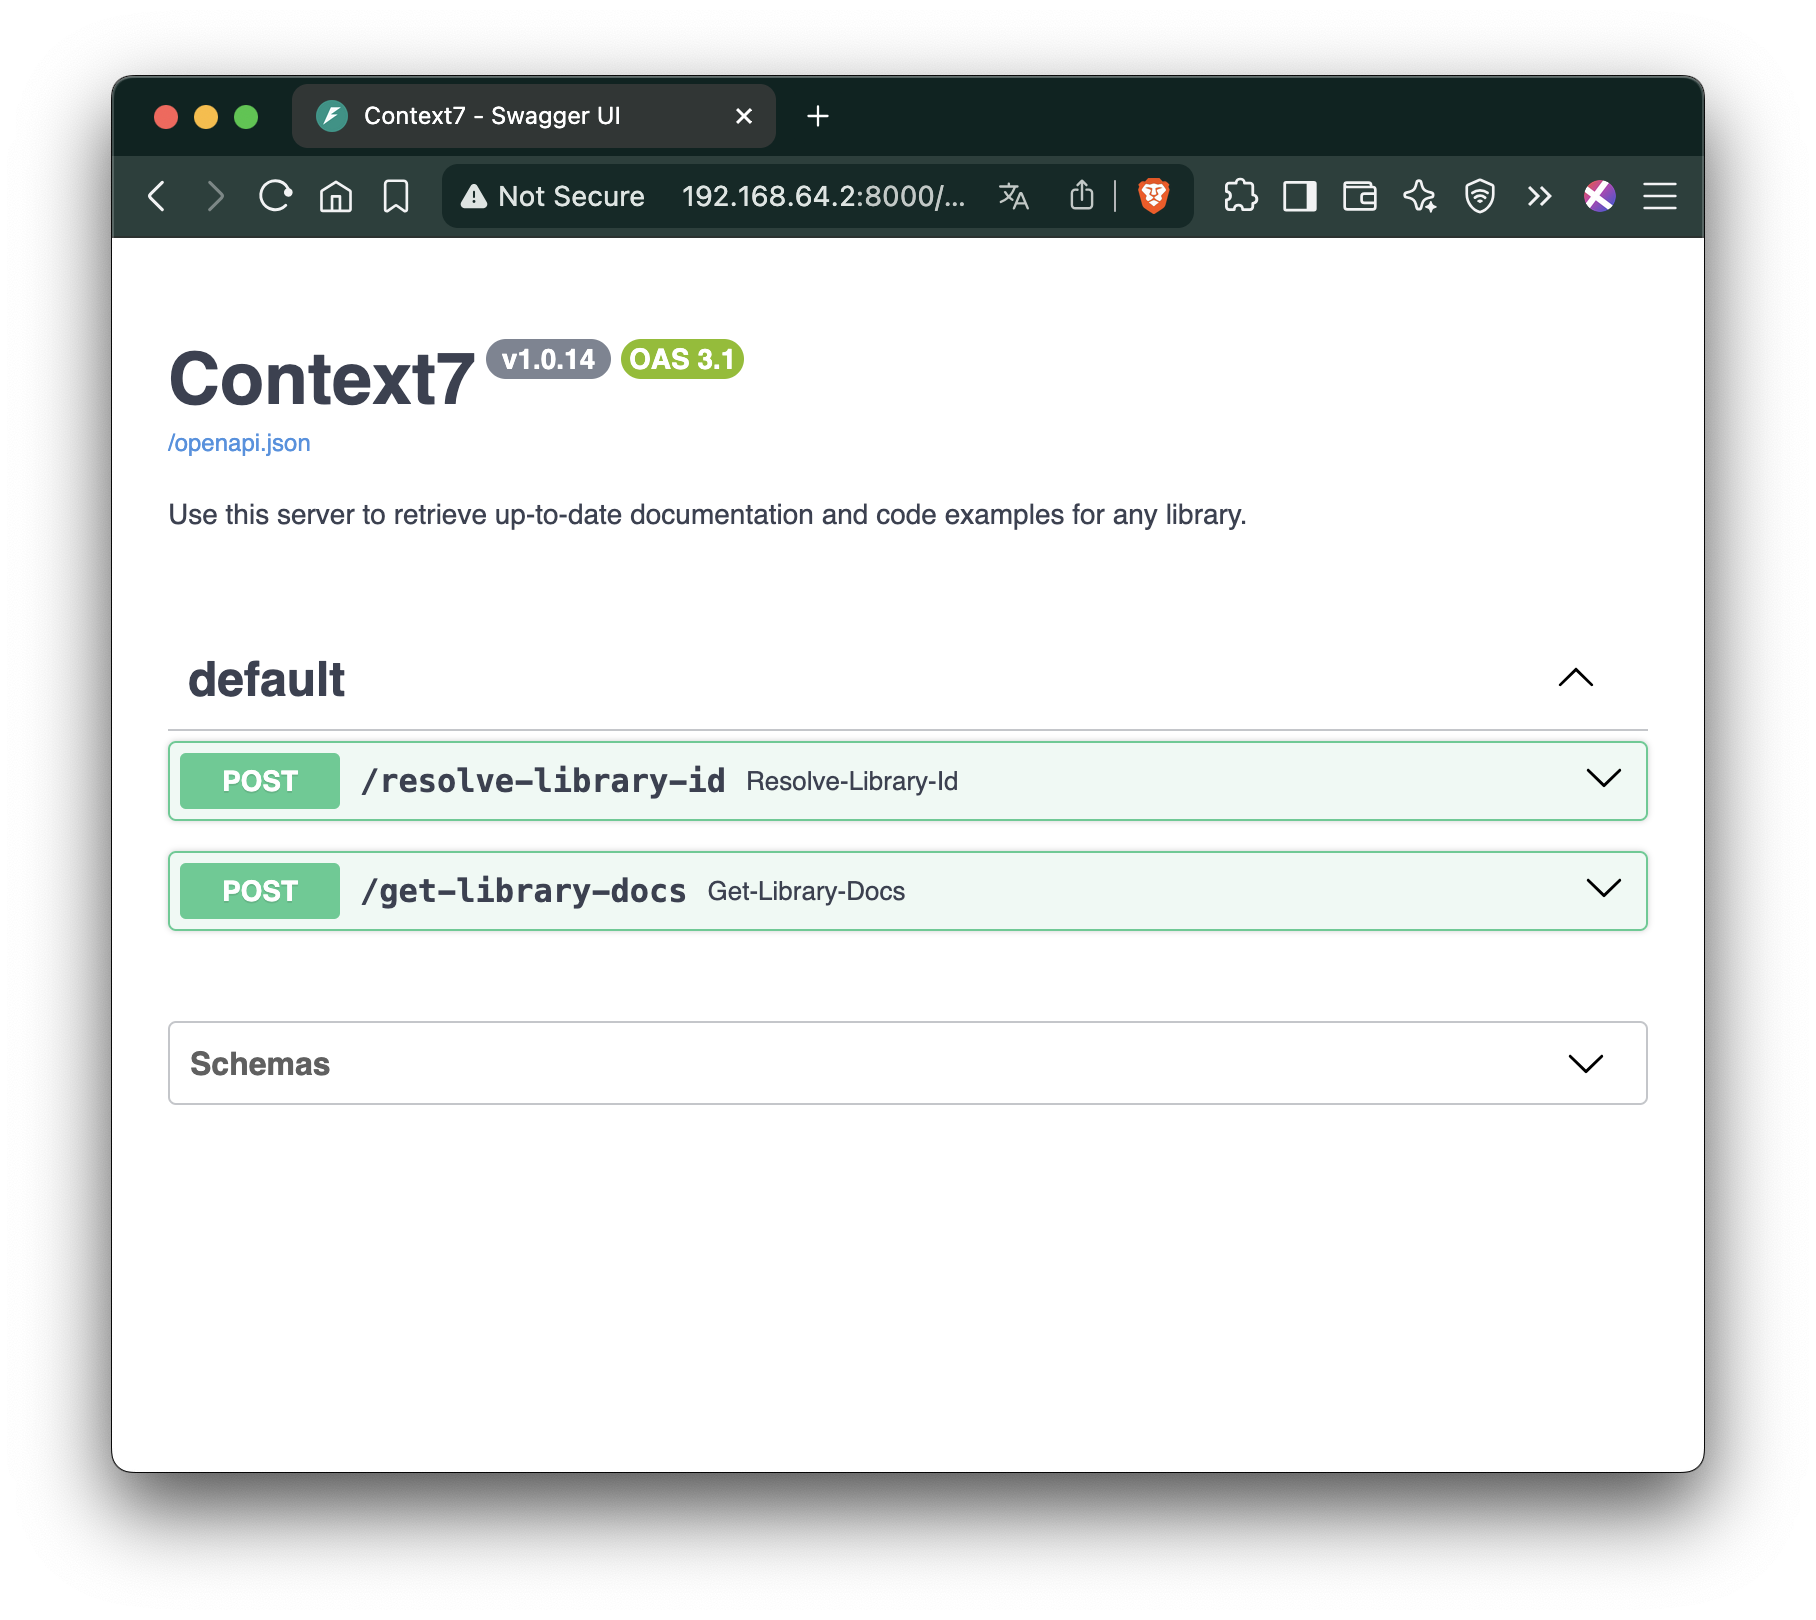 Context7 - Swagger UI
Not Secure 192.168.64.2:8000/...
Context7 v1.0.14 OAS 3.1
/openapi.json
Use this server to retrieve up-to-date documentation and code examples for any library.
default
POST /resolve-library-id Resolve-Library-Id
POST /get-library-docs Get-Library-Docs
Schemas